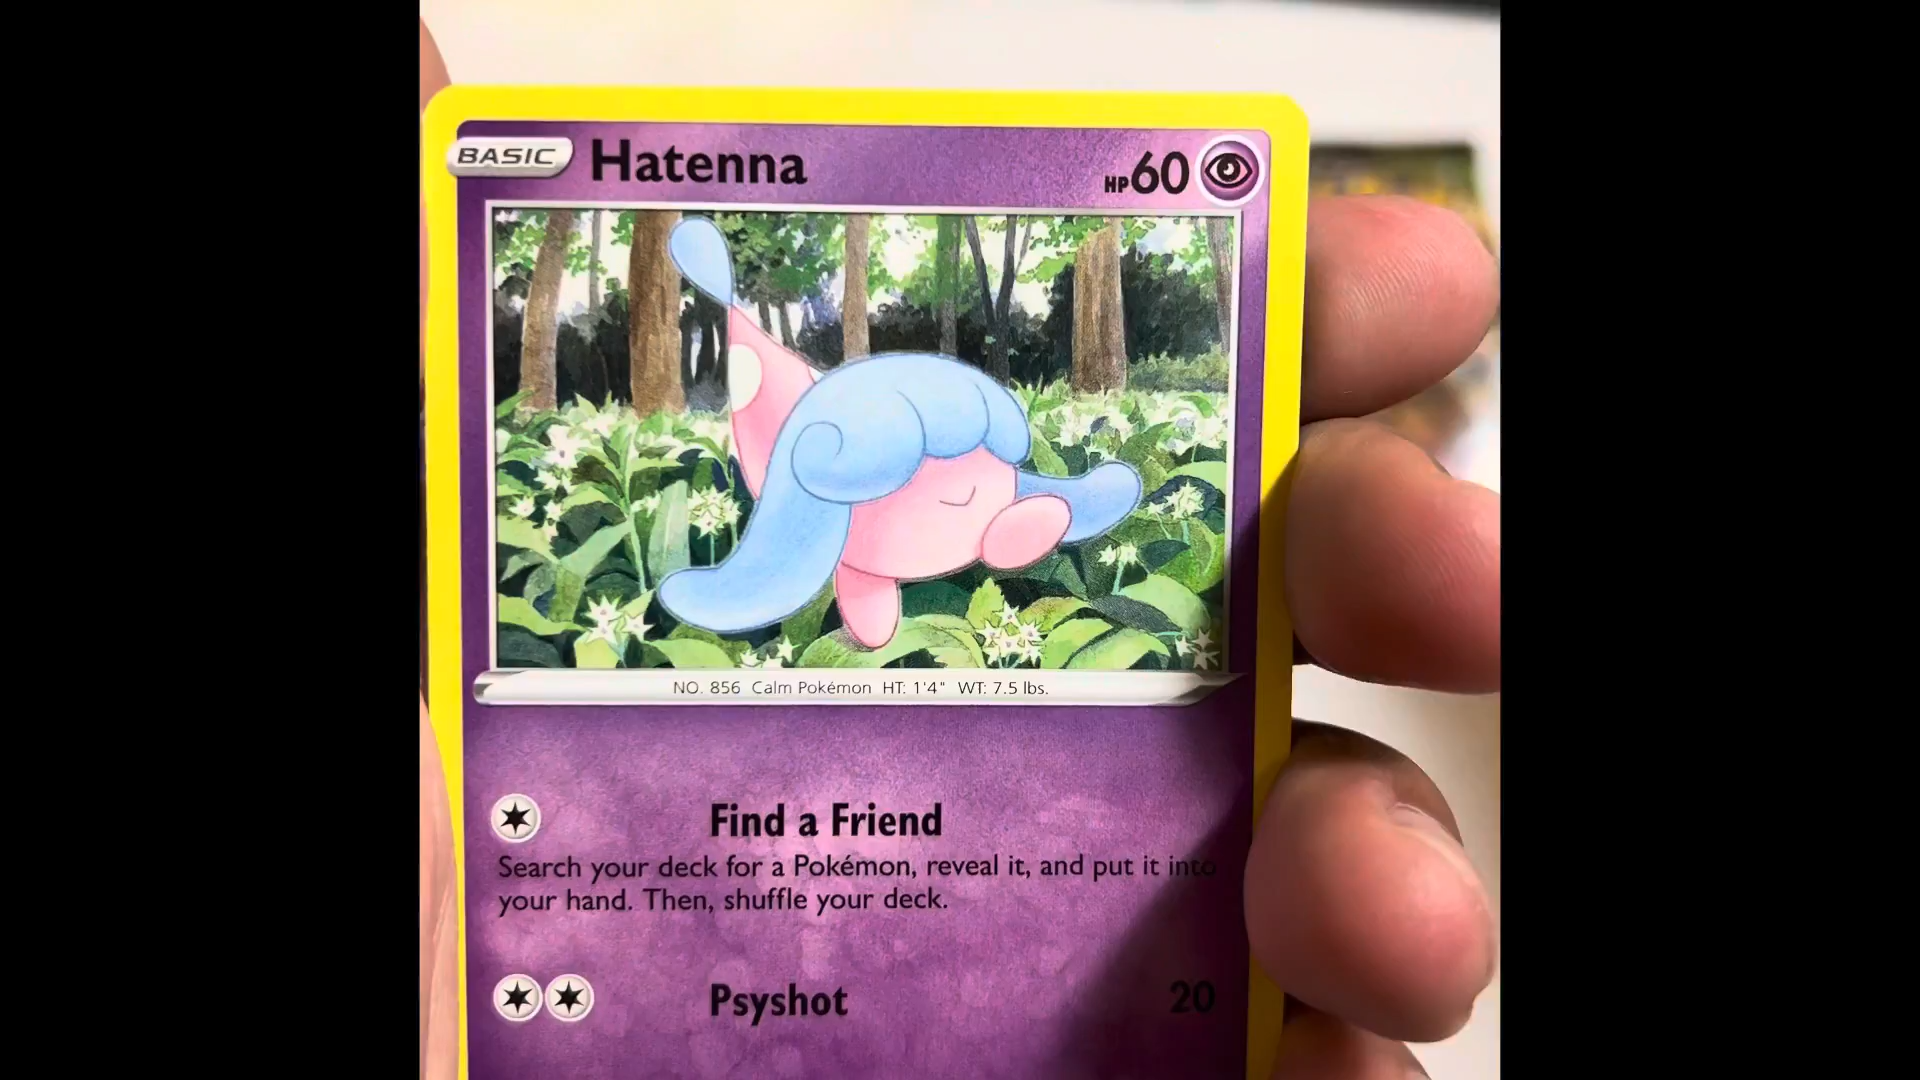 BASIC Hatenna HP60
NO. 856 Calm Pokémon HT: 1'4" WT: 7.5 lbs.
Find a Friend
Search your deck for a Pokémon, reveal it, and put it into
your hand. Then, shuffle your deck.
Psyshot 20